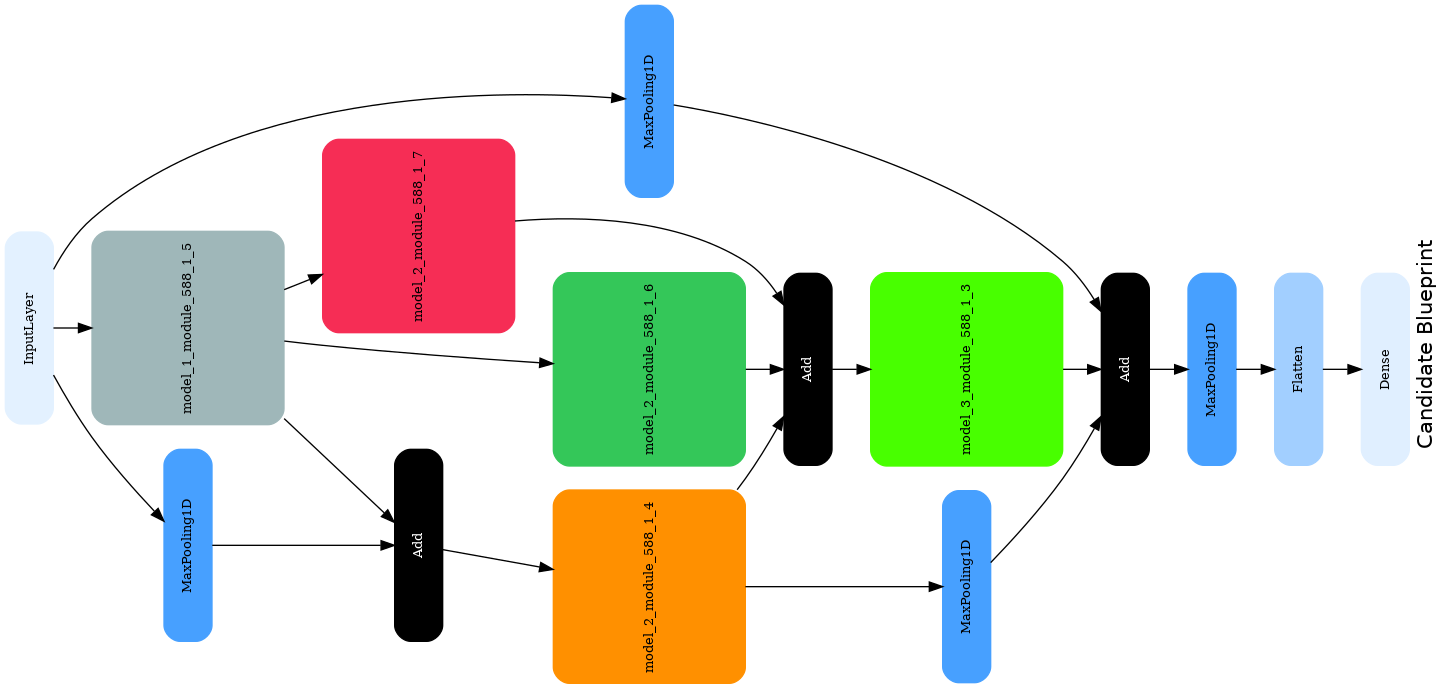 InputLayer
model_1_module_588_1_5
MaxPooling1D
model_2_module_588_1_7
Add
MaxPooling1D
model_2_module_588_1_6
model_2_module_588_1_4
Add
model_3_module_588_1_3
MaxPooling1D
Add
MaxPooling1D
Flatten
Dense
Candidate Blueprint